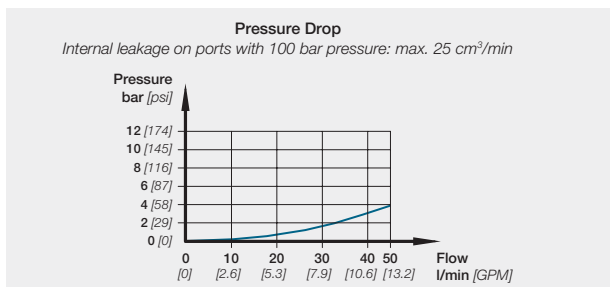 Pressure Drop
Internal leakage on ports with 100 bar pressure: max. 25 cm³/min
Pressure
bar [psi]
12 [174]
10 [145]
8 [116]
6 [87]
4 [58]
2 [29]
0 [0]
0 10 20 30 40 50 Flow
[0] [2.6] [5.3] [7.9] [10.6] [13.2] l/min [GPM]